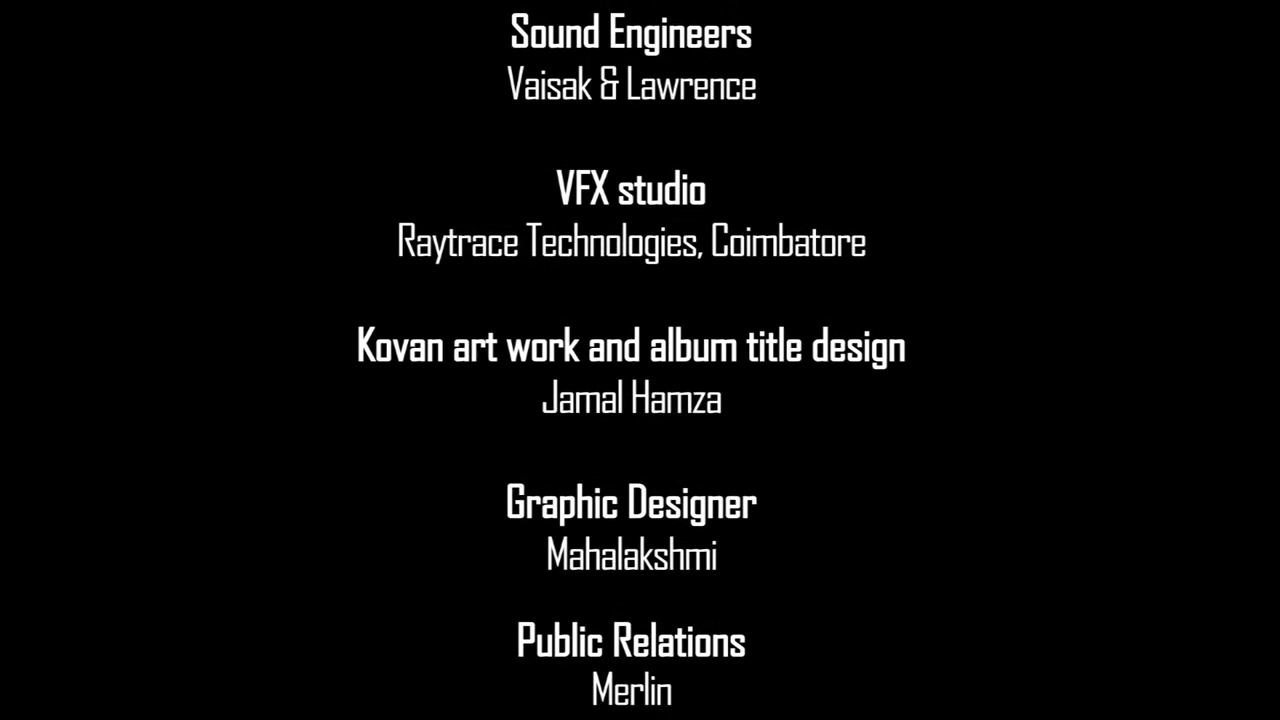 Sound Engineers
Vaisak & Lawrence
VFX studio
Raytrace Technologies, Coimbatore
Kovan art work and album title design
Jamal Hamza
Graphic Designer
Mahalakshmi
Public Relations
Merlin